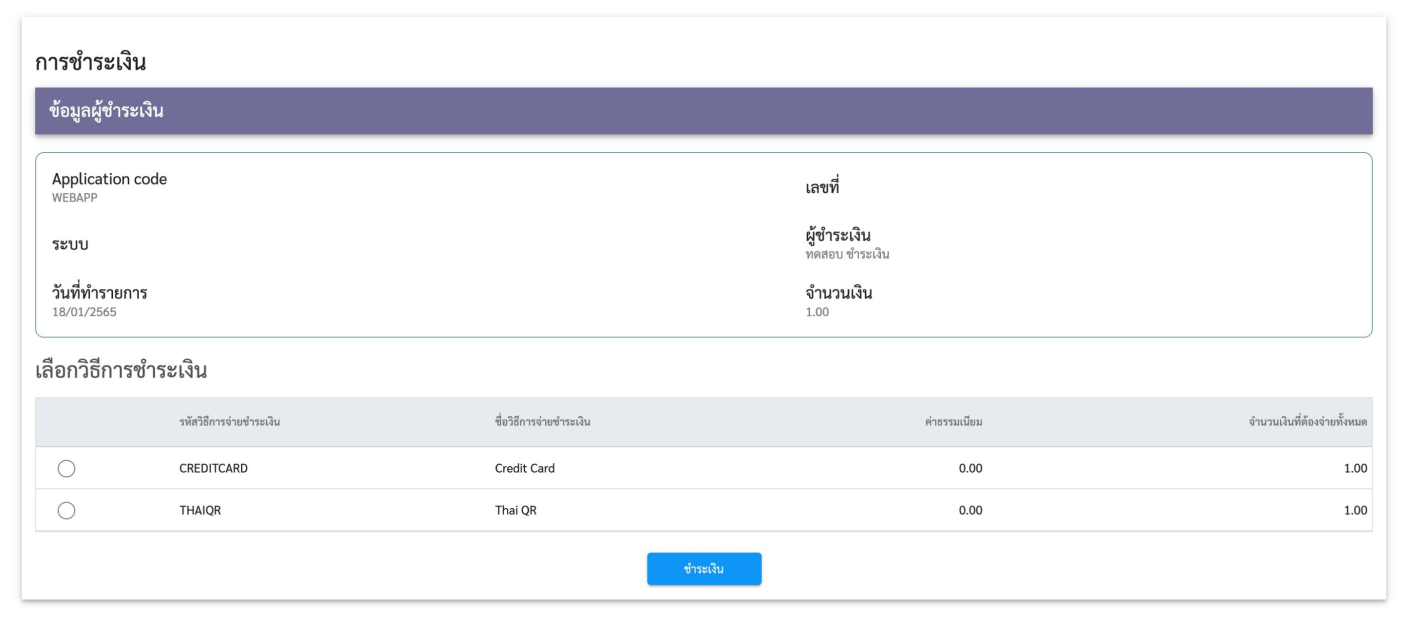 การชำระเงิน
ข้อมูลผู้ชำระเงิน
Application code
WEBAPP
เลขที่
ระบบ
ผู้ชำระเงิน
ทดสอบ ชำระเงิน
วันที่ทำรายการ
18/01/2565
จำนวนเงิน
1.00
เลือกวิธีการชำระเงิน
รหัสวิธีการจ่ายชำระเงิน ชื่อวิธีการจ่ายชำระเงิน ค่าธรรมเนียม จำนวนเงินที่ต้องจ่ายทั้งหมด
CREDITCARD Credit Card 0.00 1.00
THAIQR Thai QR 0.00 1.00
ชำระเงิน